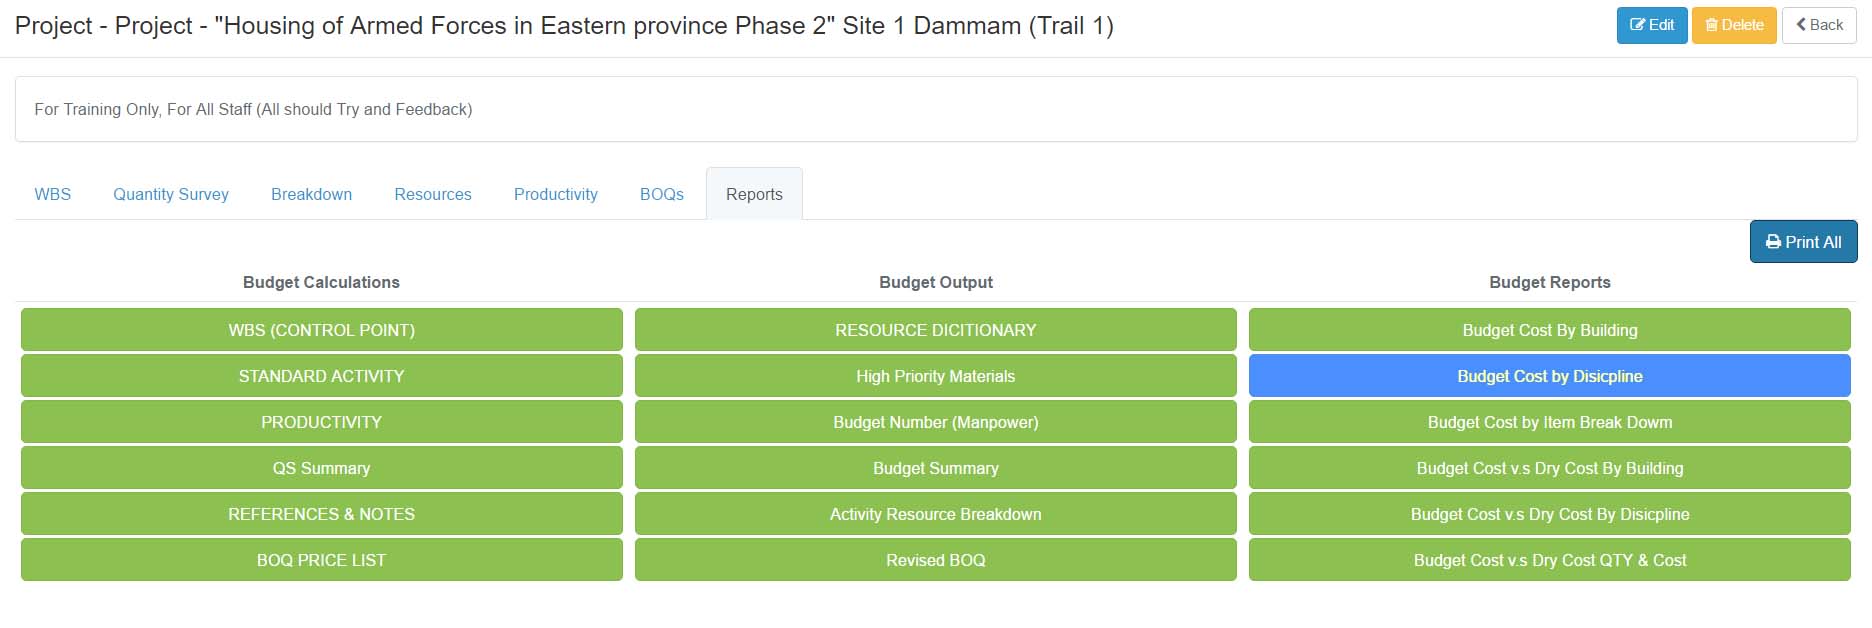 Project - Project - "Housing of Armed Forces in Eastern province Phase 2" Site 1 Dammam (Trail 1)
Edit
Delete
Back
For Training Only, For All Staff (All should Try and Feedback)
WBS
Quantity Survey
Breakdown
Resources
Productivity
BOQs
Reports
Print All
Budget Calculations
WBS (CONTROL POINT)
STANDARD ACTIVITY
PRODUCTIVITY
QS Summary
REFERENCES & NOTES
BOQ PRICE LIST
Budget Output
RESOURCE DICITIONARY
High Priority Materials
Budget Number (Manpower)
Budget Summary
Activity Resource Breakdown
Revised BOQ
Budget Reports
Budget Cost By Building
Budget Cost by Disicpline
Budget Cost by Item Break Dowm
Budget Cost v.s Dry Cost By Building
Budget Cost v.s Dry Cost By Disicpline
Budget Cost v.s Dry Cost QTY & Cost